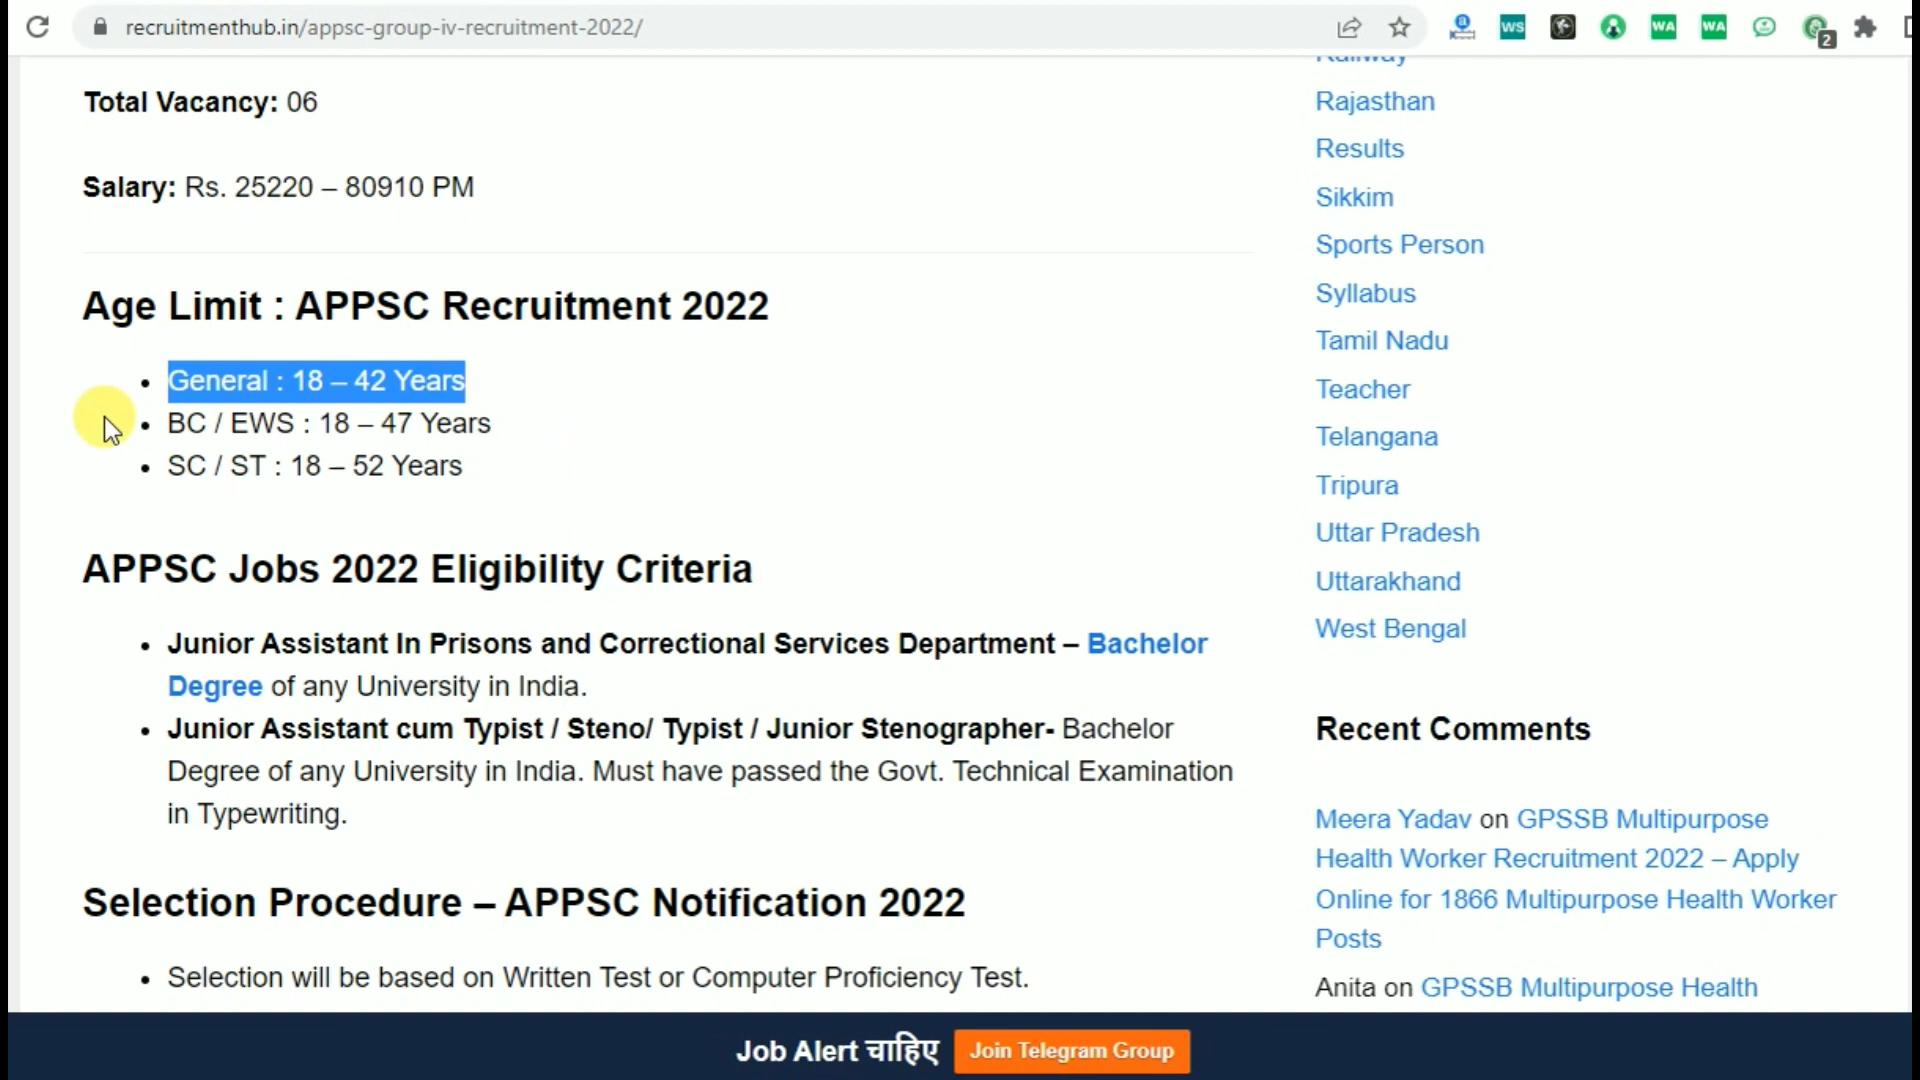 recruitmenthub.in/appsc-group-iv-recruitment-2022/
WS
WA
WA
2
Total Vacancy: 06
Salary: Rs. 25220 – 80910 PM
Age Limit : APPSC Recruitment 2022
General : 18 – 42 Years
BC / EWS : 18 – 47 Years
SC / ST : 18 – 52 Years
APPSC Jobs 2022 Eligibility Criteria
Junior Assistant In Prisons and Correctional Services Department – Bachelor
Degree of any University in India.
Junior Assistant cum Typist / Steno/ Typist / Junior Stenographer- Bachelor
Degree of any University in India. Must have passed the Govt. Technical Examination
in Typewriting.
Selection Procedure – APPSC Notification 2022
Selection will be based on Written Test or Computer Proficiency Test.
Railway
Rajasthan
Results
Sikkim
Sports Person
Syllabus
Tamil Nadu
Teacher
Telangana
Tripura
Uttar Pradesh
Uttarakhand
West Bengal
Recent Comments
Meera Yadav on GPSSB Multipurpose
Health Worker Recruitment 2022 – Apply
Online for 1866 Multipurpose Health Worker
Posts
Anita on GPSSB Multipurpose Health
Job Alert चाहिए Join Telegram Group